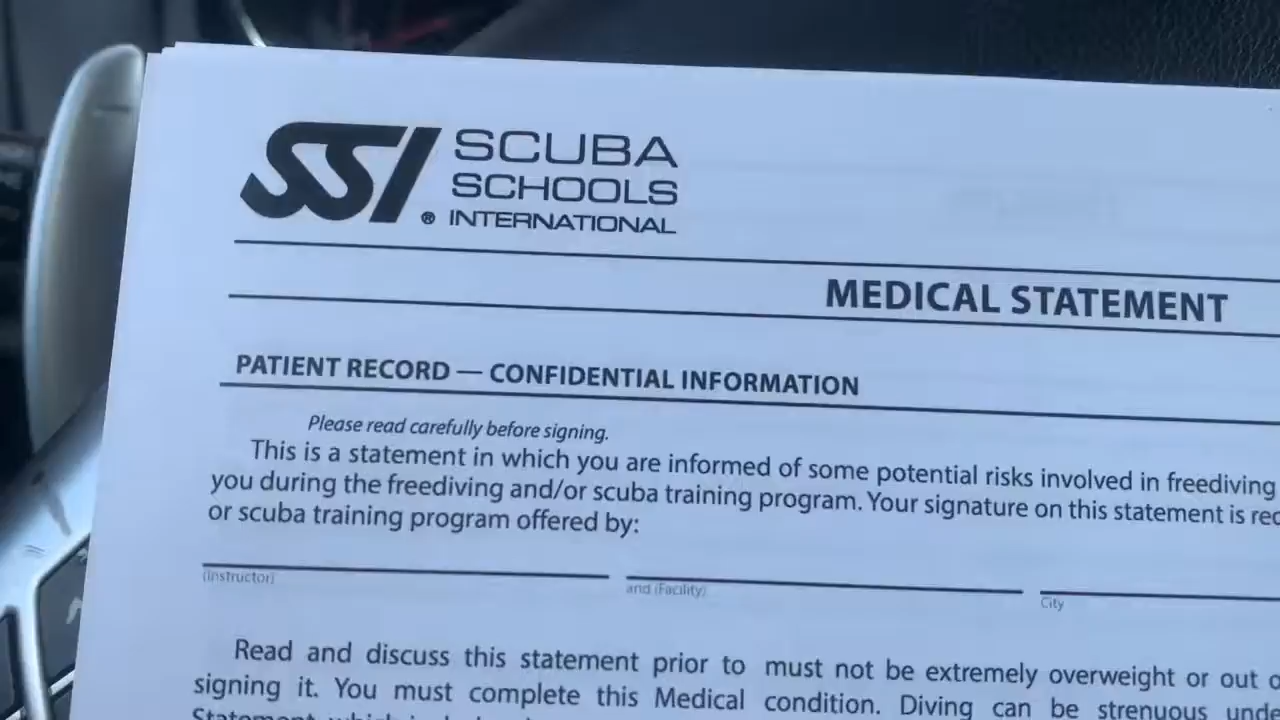 SSI® SCUBA
SCHOOLS
INTERNATIONAL
MEDICAL STATEMENT
PATIENT RECORD — CONFIDENTIAL INFORMATION
Please read carefully before signing.
This is a statement in which you are informed of some potential risks involved in freediving
you during the freediving and/or scuba training program. Your signature on this statement is
or scuba training program offered by:
(Instructor) and (Facility) City
Read and discuss this statement prior to
signing it. You must complete this Medical
must not be extremely overweight or out
condition. Diving can be strenuous